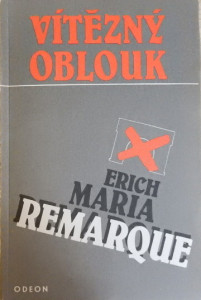 VÍTĚZNÝ
OBLOUK
ERICH
MARIA
REMARQUE
ODEON